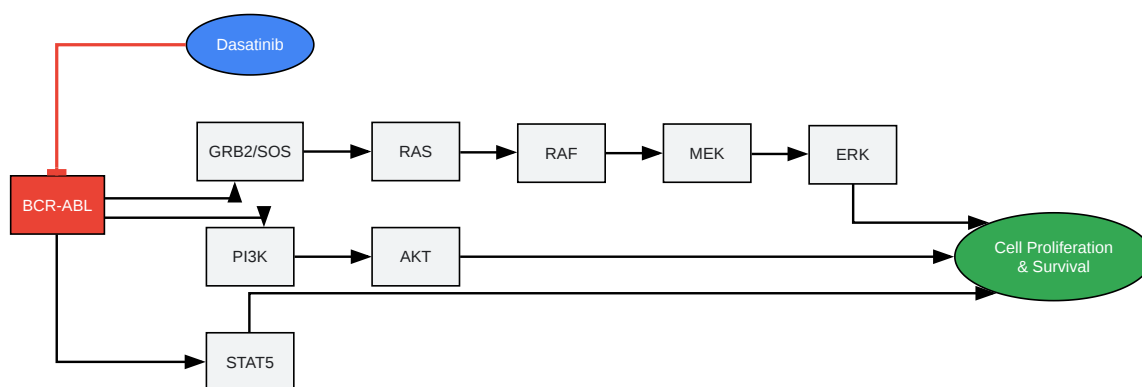 Dasatinib
GRB2/SOS
RAS
RAF
MEK
ERK
BCR-ABL
PI3K
AKT
Cell Proliferation
& Survival
STAT5